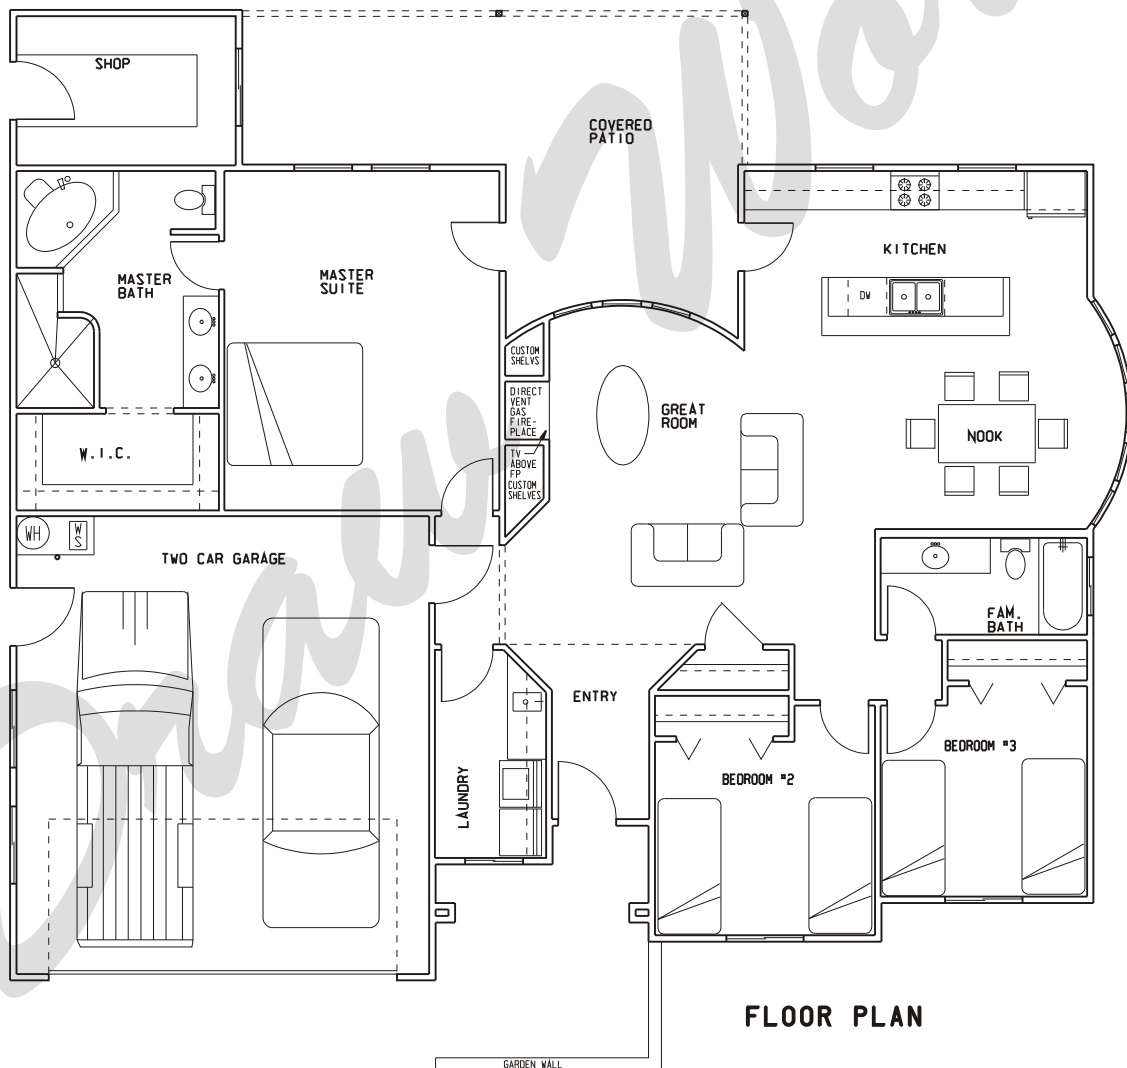 SHOP
COVERED
PATIO
KITCHEN
MASTER
BATH
MASTER
SUITE
DW
CUSTOM
SHELVS
DIRECT
VENT
GAS
FIRE-
PLACE
GREAT
ROOM
NOOK
W.I.C.
TV
ABOVE
FP
CUSTOM
SHELVES
WH
W
S
TWO CAR GARAGE
FAM.
BATH
ENTRY
BEDROOM #3
BEDROOM #2
LAUNDRY
FLOOR PLAN
GARDEN WALL